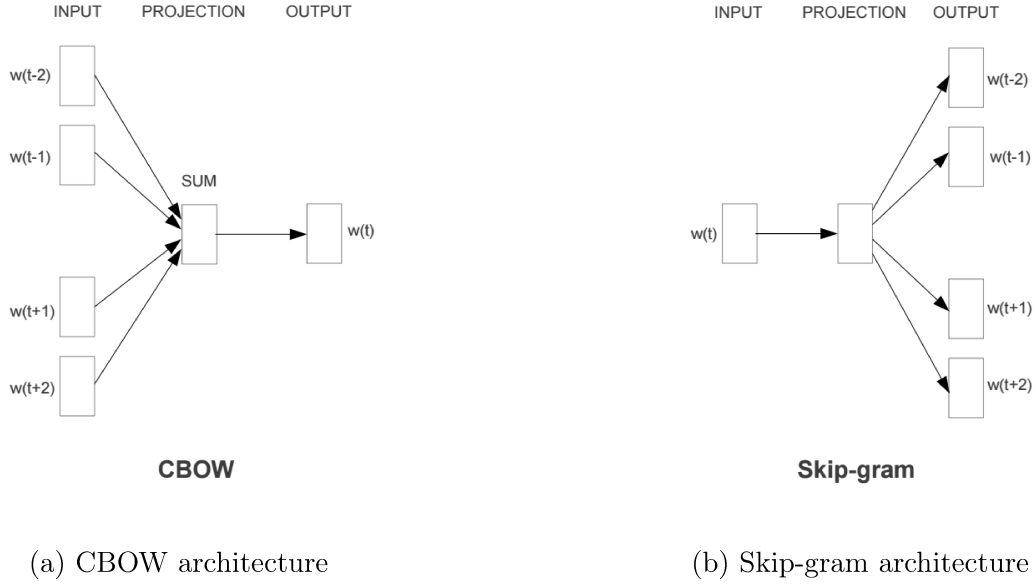 INPUT PROJECTION OUTPUT
w(t-2)
w(t-1)
SUM
w(t)
w(t+1)
w(t+2)
CBOW
(a) CBOW architecture
INPUT PROJECTION OUTPUT
w(t-2)
w(t-1)
w(t)
w(t+1)
w(t+2)
Skip-gram
(b) Skip-gram architecture